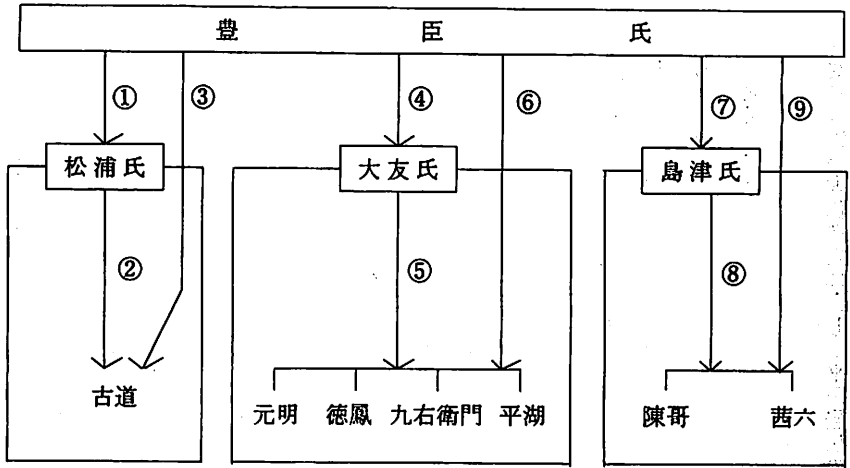 豊臣氏
① ③ ④ ⑥ ⑦ ⑨
松浦氏 大友氏 島津氏
② ⑤ ⑧
古道
元明 徳鳳 九右衛門 平湖 陳哥 茜六